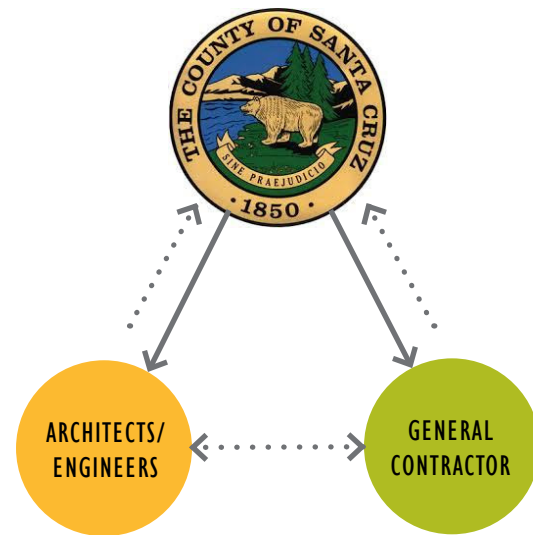 THE COUNTY OF SANTA CRUZ
SINE PRAEJUDICIO
· 1850 ·
ARCHITECTS/
ENGINEERS
GENERAL
CONTRACTOR